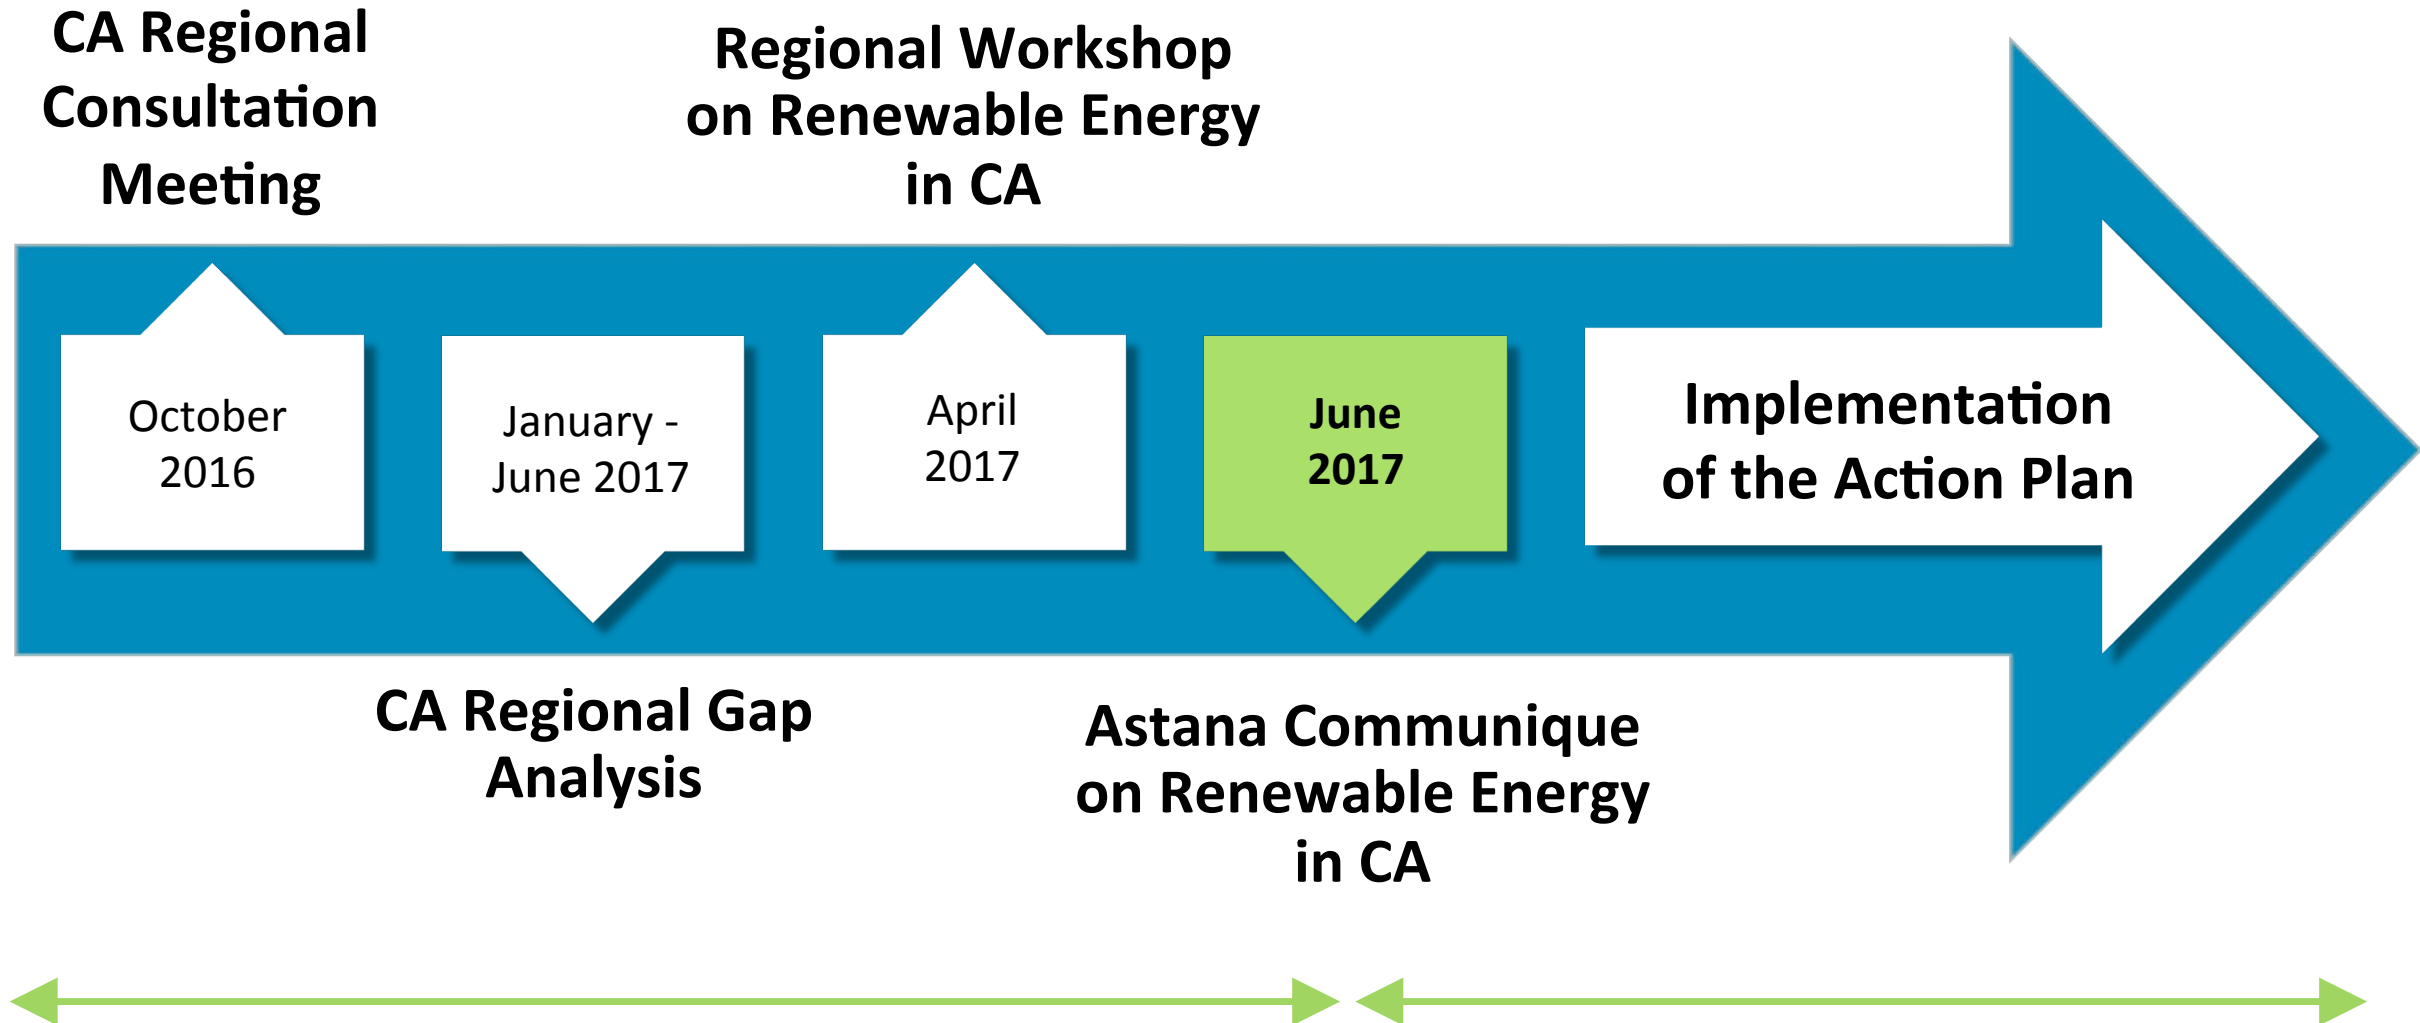 CA Regional
Consultation
Meeting
Regional Workshop
on Renewable Energy
in CA
October
2016
January -
June 2017
April
2017
June
2017
Implementation
of the Action Plan
CA Regional Gap
Analysis
Astana Communique
on Renewable Energy
in CA